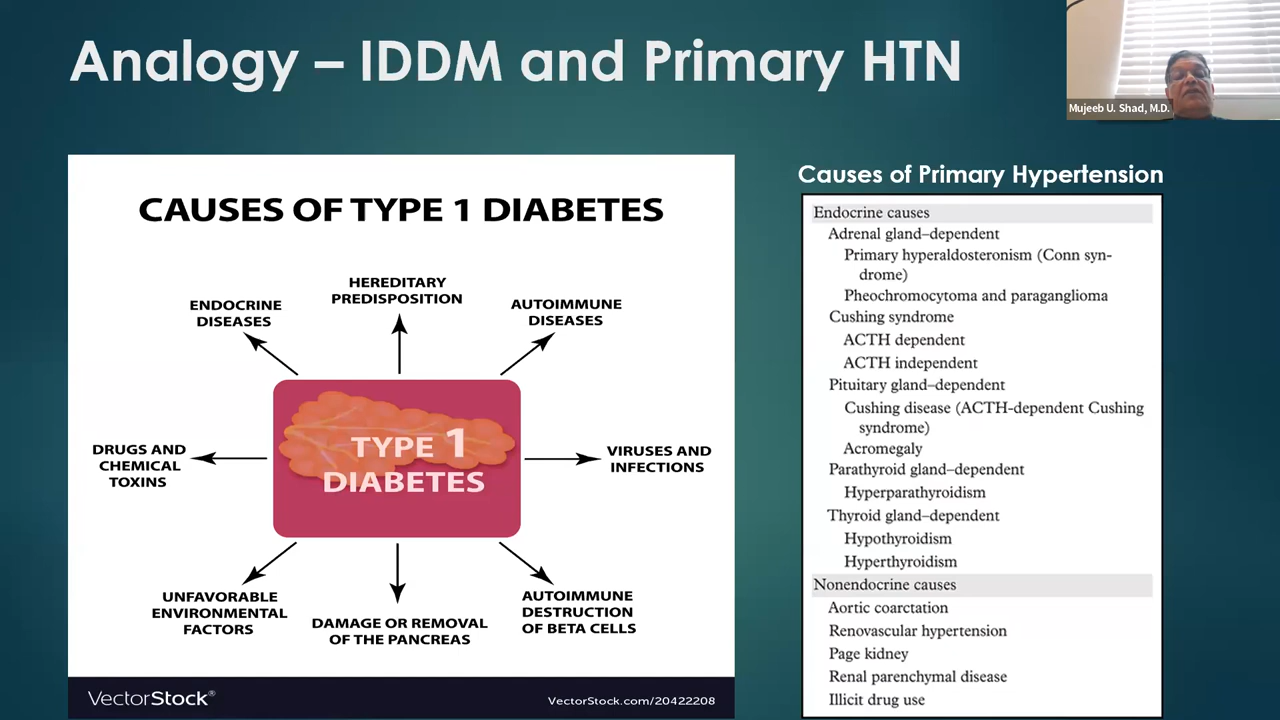 Analogy – IDDM and Primary HTN
Mujeeb U. Shad, M.D.
CAUSES OF TYPE 1 DIABETES
HEREDITARY
PREDISPOSITION
ENDOCRINE
DISEASES
AUTOIMMUNE
DISEASES
DRUGS AND
CHEMICAL
TOXINS
TYPE 1
DIABETES
VIRUSES AND
INFECTIONS
UNFAVORABLE
ENVIRONMENTAL
FACTORS
DAMAGE OR REMOVAL
OF THE PANCREAS
AUTOIMMUNE
DESTRUCTION
OF BETA CELLS
VectorStock®
VectorStock.com/20422208
Causes of Primary Hypertension
Endocrine causes
Adrenal gland–dependent
Primary hyperaldosteronism (Conn syn-
drome)
Pheochromocytoma and paraganglioma
Cushing syndrome
ACTH dependent
ACTH independent
Pituitary gland–dependent
Cushing disease (ACTH-dependent Cushing
syndrome)
Acromegaly
Parathyroid gland–dependent
Hyperparathyroidism
Thyroid gland–dependent
Hypothyroidism
Hyperthyroidism
Nonendocrine causes
Aortic coarctation
Renovascular hypertension
Page kidney
Renal parenchymal disease
Illicit drug use